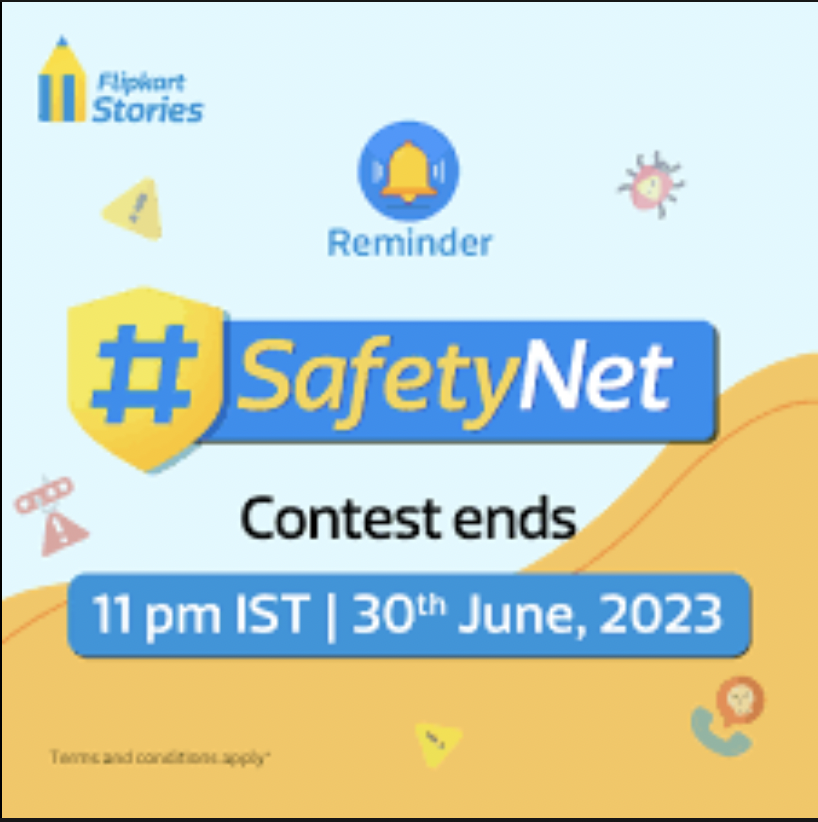 Flipkart
Stories
Reminder
# SafetyNet
Contest ends
11 pm IST | 30th June, 2023
Terms and conditions apply*